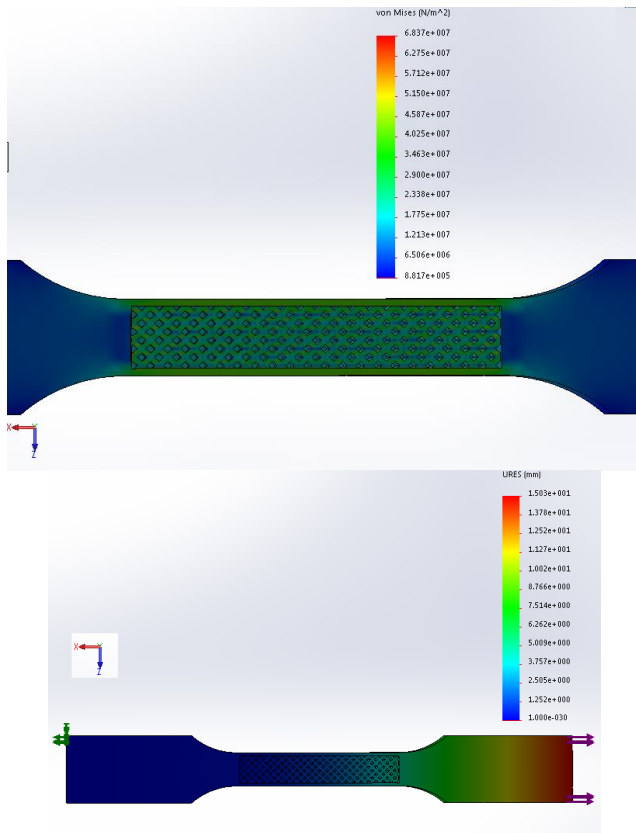 von Mises (N/m^2)
6.837e+007
6.275e+007
5.712e+007
5.150e+007
4.587e+007
4.025e+007
3.463e+007
2.900e+007
2.338e+007
1.775e+007
1.213e+007
6.506e+006
8.817e+005
X
Z
URES (mm)
1.503e+001
1.378e+001
1.252e+001
1.127e+001
1.002e+001
8.766e+000
7.514e+000
6.262e+000
5.009e+000
3.757e+000
2.505e+000
1.252e+000
1.000e-030
X
Z